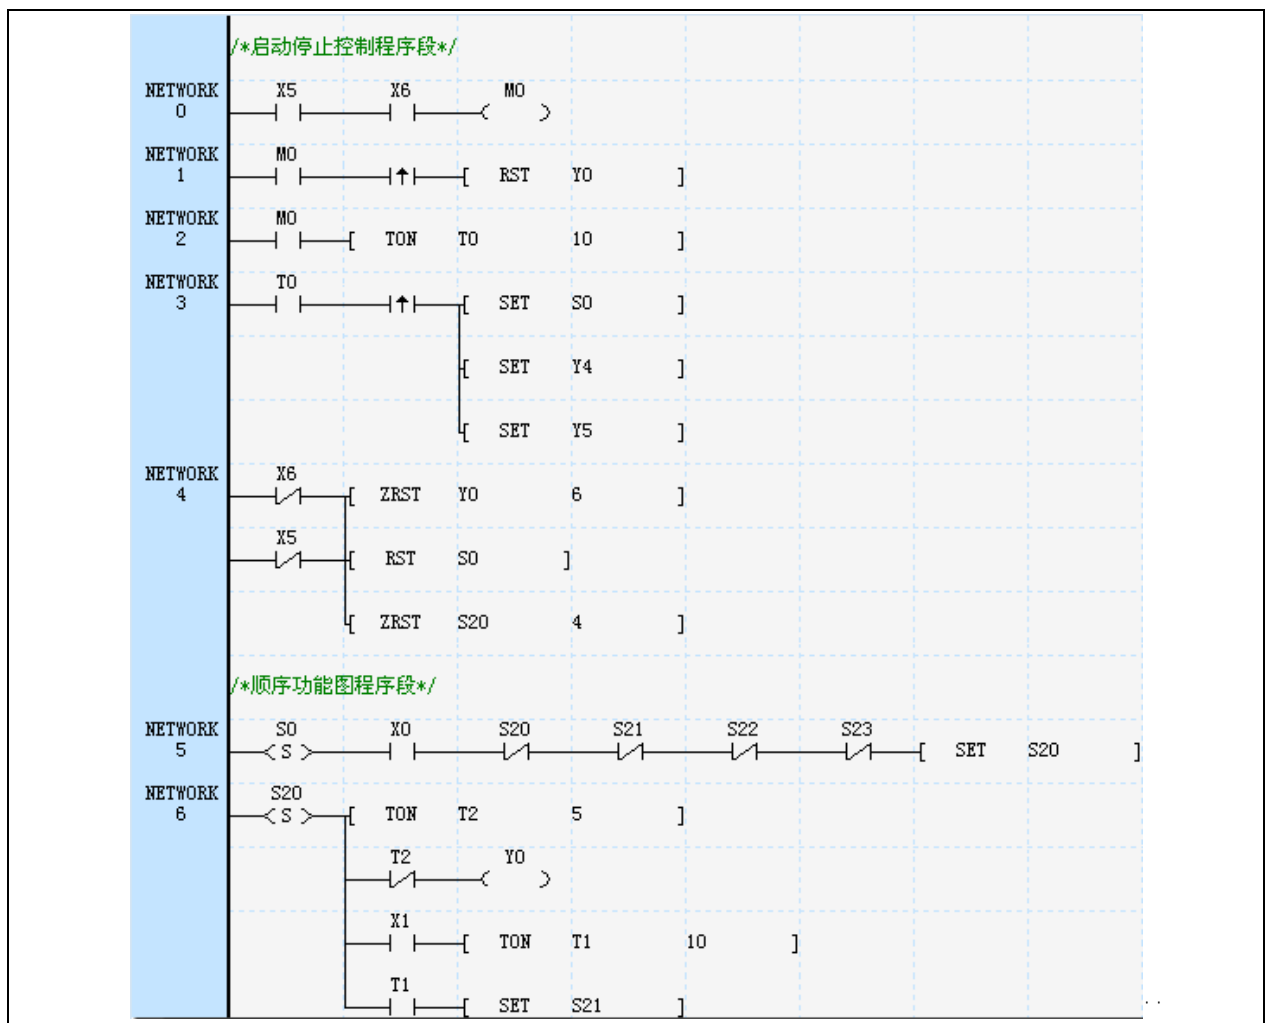 /*启动停止控制程序段*/
NETWORK 0 X5 X6 M0
NETWORK 1 M0 [ RST Y0 ]
NETWORK 2 M0 [ TON T0 10 ]
NETWORK 3 T0 [ SET S0 ]
[ SET Y4 ]
[ SET Y5 ]
NETWORK 4 X6 [ ZRST Y0 6 ]
X5 [ RST S0 ]
[ ZRST S20 4 ]
/*顺序功能图程序段*/
NETWORK 5 S0 <S> X0 S20 S21 S22 S23 [ SET S20 ]
NETWORK 6 S20 <S> [ TON T2 5 ]
T2 Y0
X1 [ TON T1 10 ]
T1 [ SET S21 ]